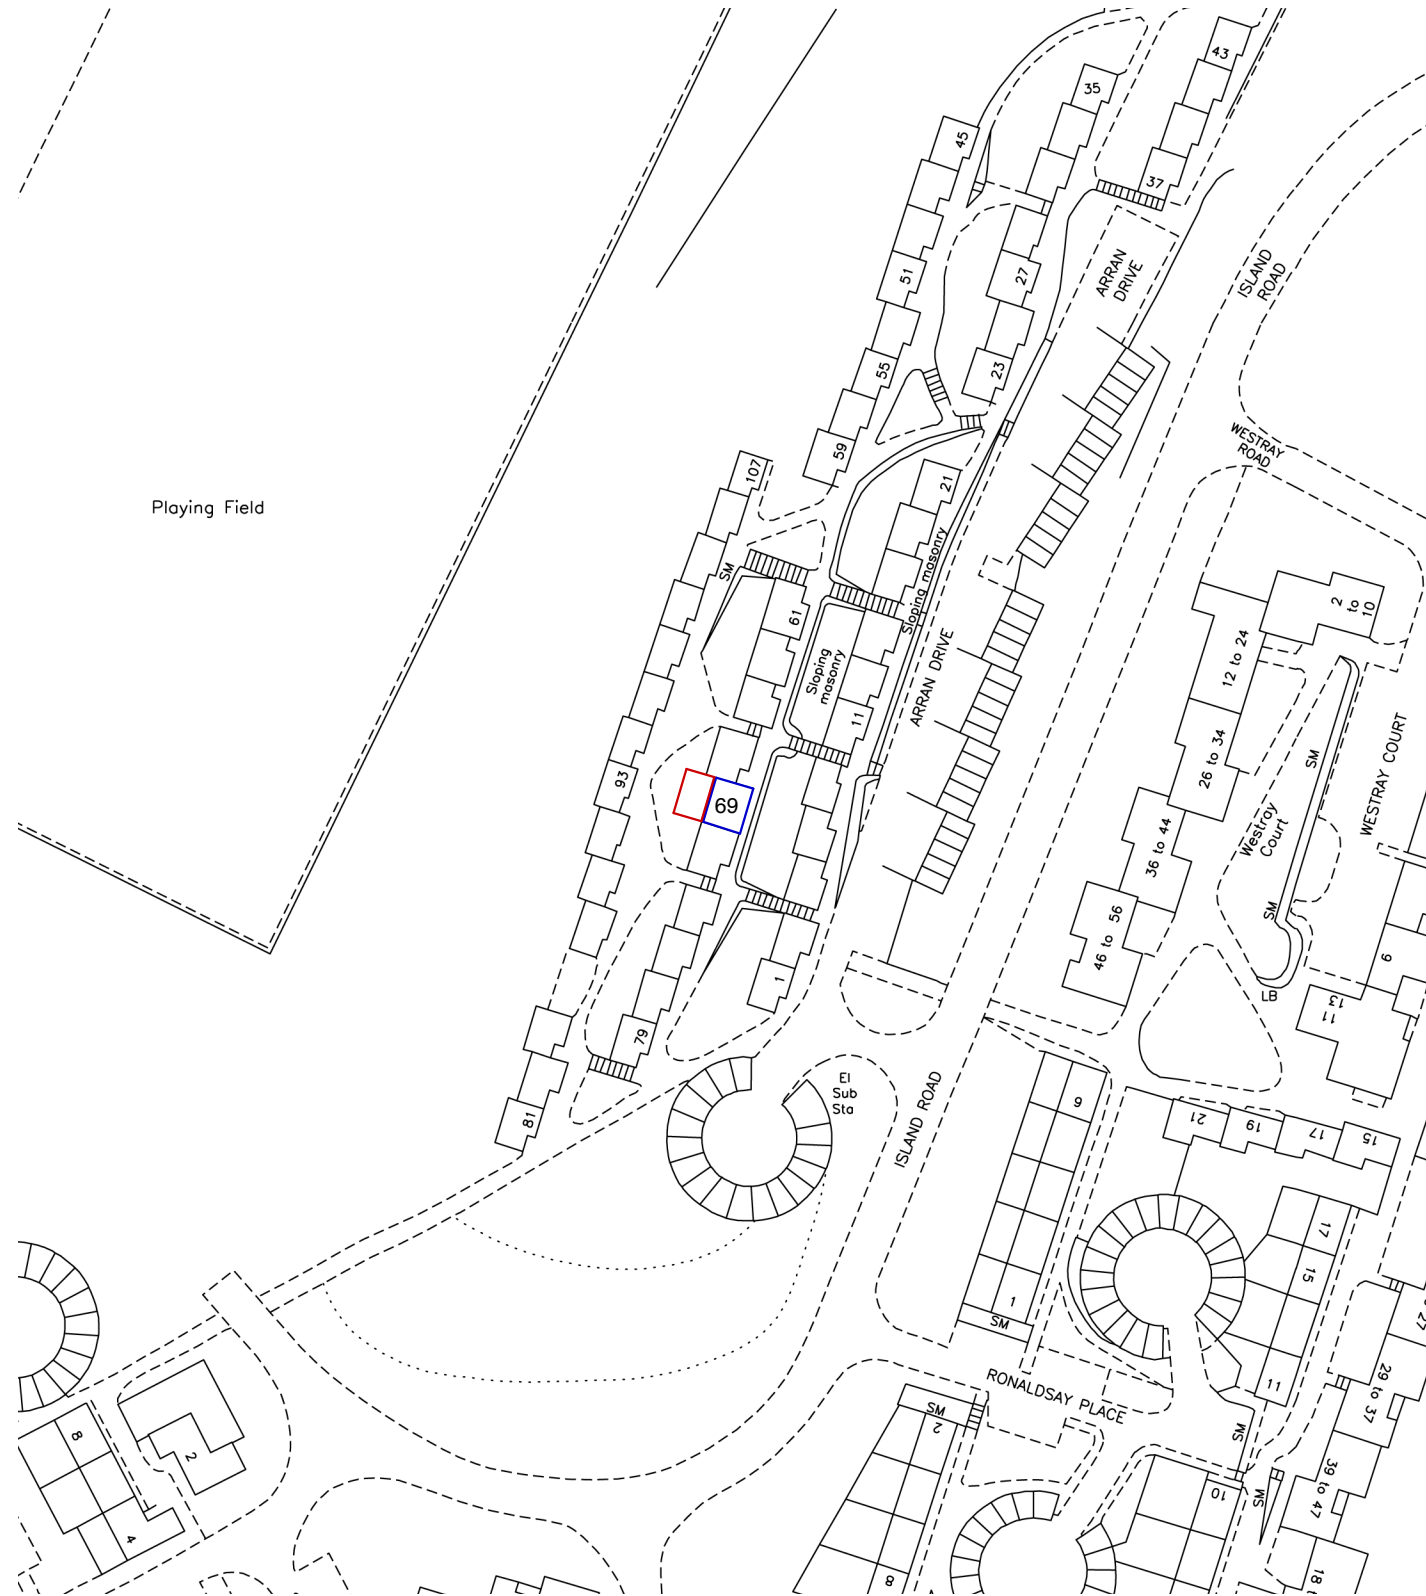 43
35
45
37
ARRAN
DRIVE
ISLAND
ROAD
51
27
55
23
59
WESTRAY
ROAD
107
21
Playing Field
Sloping masonry
SM
61
2
to
10
12 to 24
Sloping
masonry
11
ARRAN DRIVE
26 to 34
SM
WESTRAY COURT
93
69
Westray
Court
36 to 44
SM
46 to 56
9
1
LB
13
11
79
El
Sub
Sta
81
ISLAND ROAD
9
21
19
17
15
17
15
1
SM
27
11
29 to 37
RONALDSAY PLACE
SM
2
SM
8
2
4
39 to 47
10
SM
8
18 t